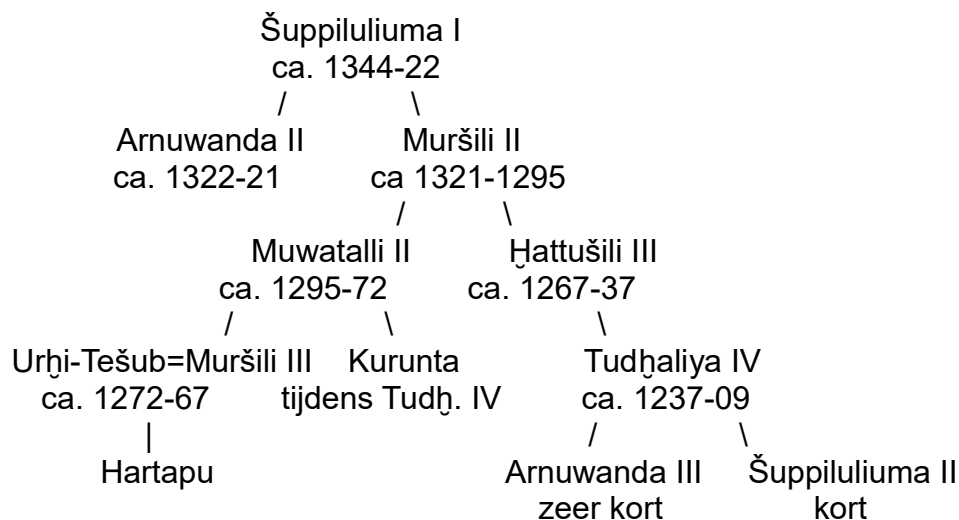 Šuppiluliuma I
ca. 1344-22
/ \
Arnuwanda II Muršili II
ca. 1322-21 ca 1321-1295
/ \
Muwatalli II Ḫattušili III
ca. 1295-72 ca. 1267-37
/ \ \
Urḫi-Tešub=Muršili III Kurunta Tudḫaliya IV
ca. 1272-67 tijdens Tudḫ. IV ca. 1237-09
| / \
Hartapu Arnuwanda III Šuppiluliuma II
zeer kort kort